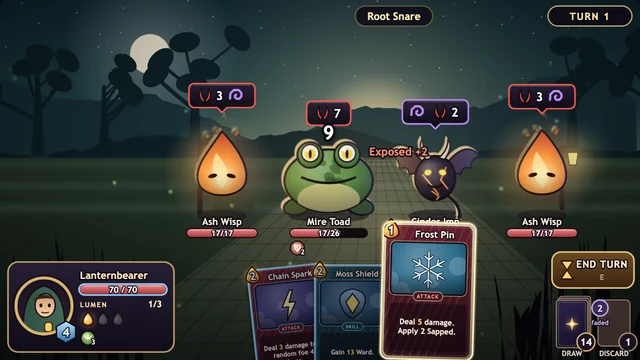 Root Snare
TURN 1
3
7
2
3
9
Exposed +2
Ash Wisp
17/17
Mire Toad
17/26
2
Cinder Imp
Ash Wisp
17/17
Lanternbearer
70 / 70
LUMEN 1/3
4
2
Chain Spark
ATTACK
Deal 3 damage
random foe 4
2
Moss Shield
SKILL
Gain 13 Ward.
1
Frost Pin
ATTACK
Deal 5 damage.
Apply 2 Sapped.
END TURN
E
2
faded
14
DRAW
1
DISCARD